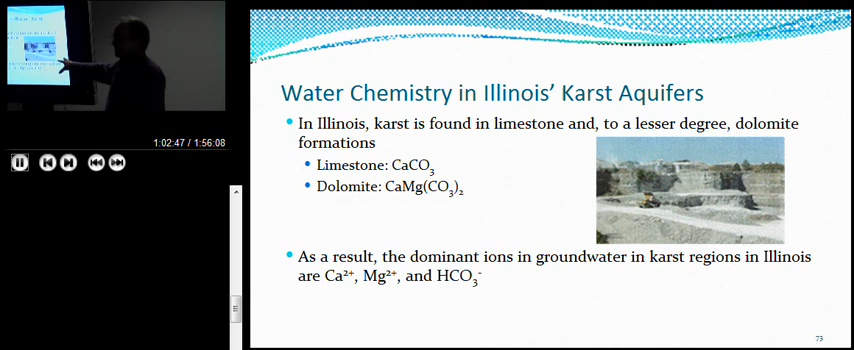 1:02:47 / 1:56:08
Water Chemistry in Illinois’ Karst Aquifers
• In Illinois, karst is found in limestone and, to a lesser degree, dolomite
formations
• Limestone: CaCO₃
• Dolomite: CaMg(CO₃)₂
• As a result, the dominant ions in groundwater in karst regions in Illinois
are Ca²⁺, Mg²⁺, and HCO₃⁻
73